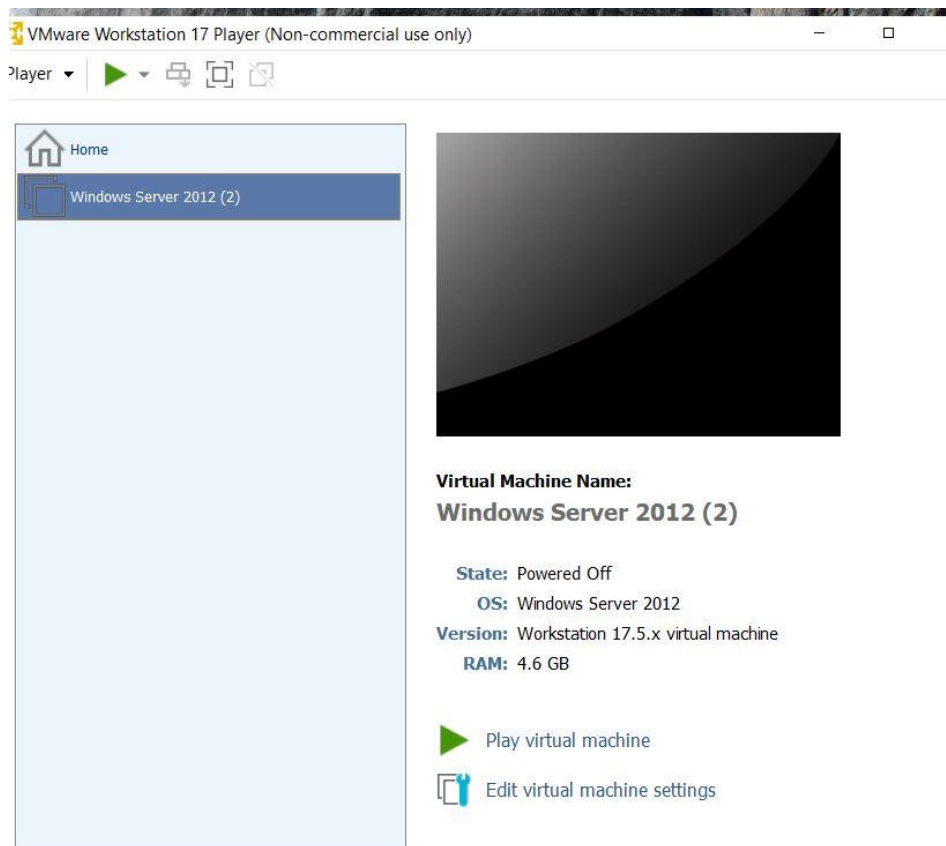 VMware Workstation 17 Player (Non-commercial use only)
Player
Home
Windows Server 2012 (2)
Virtual Machine Name:
Windows Server 2012 (2)
State: Powered Off
OS: Windows Server 2012
Version: Workstation 17.5.x virtual machine
RAM: 4.6 GB
Play virtual machine
Edit virtual machine settings